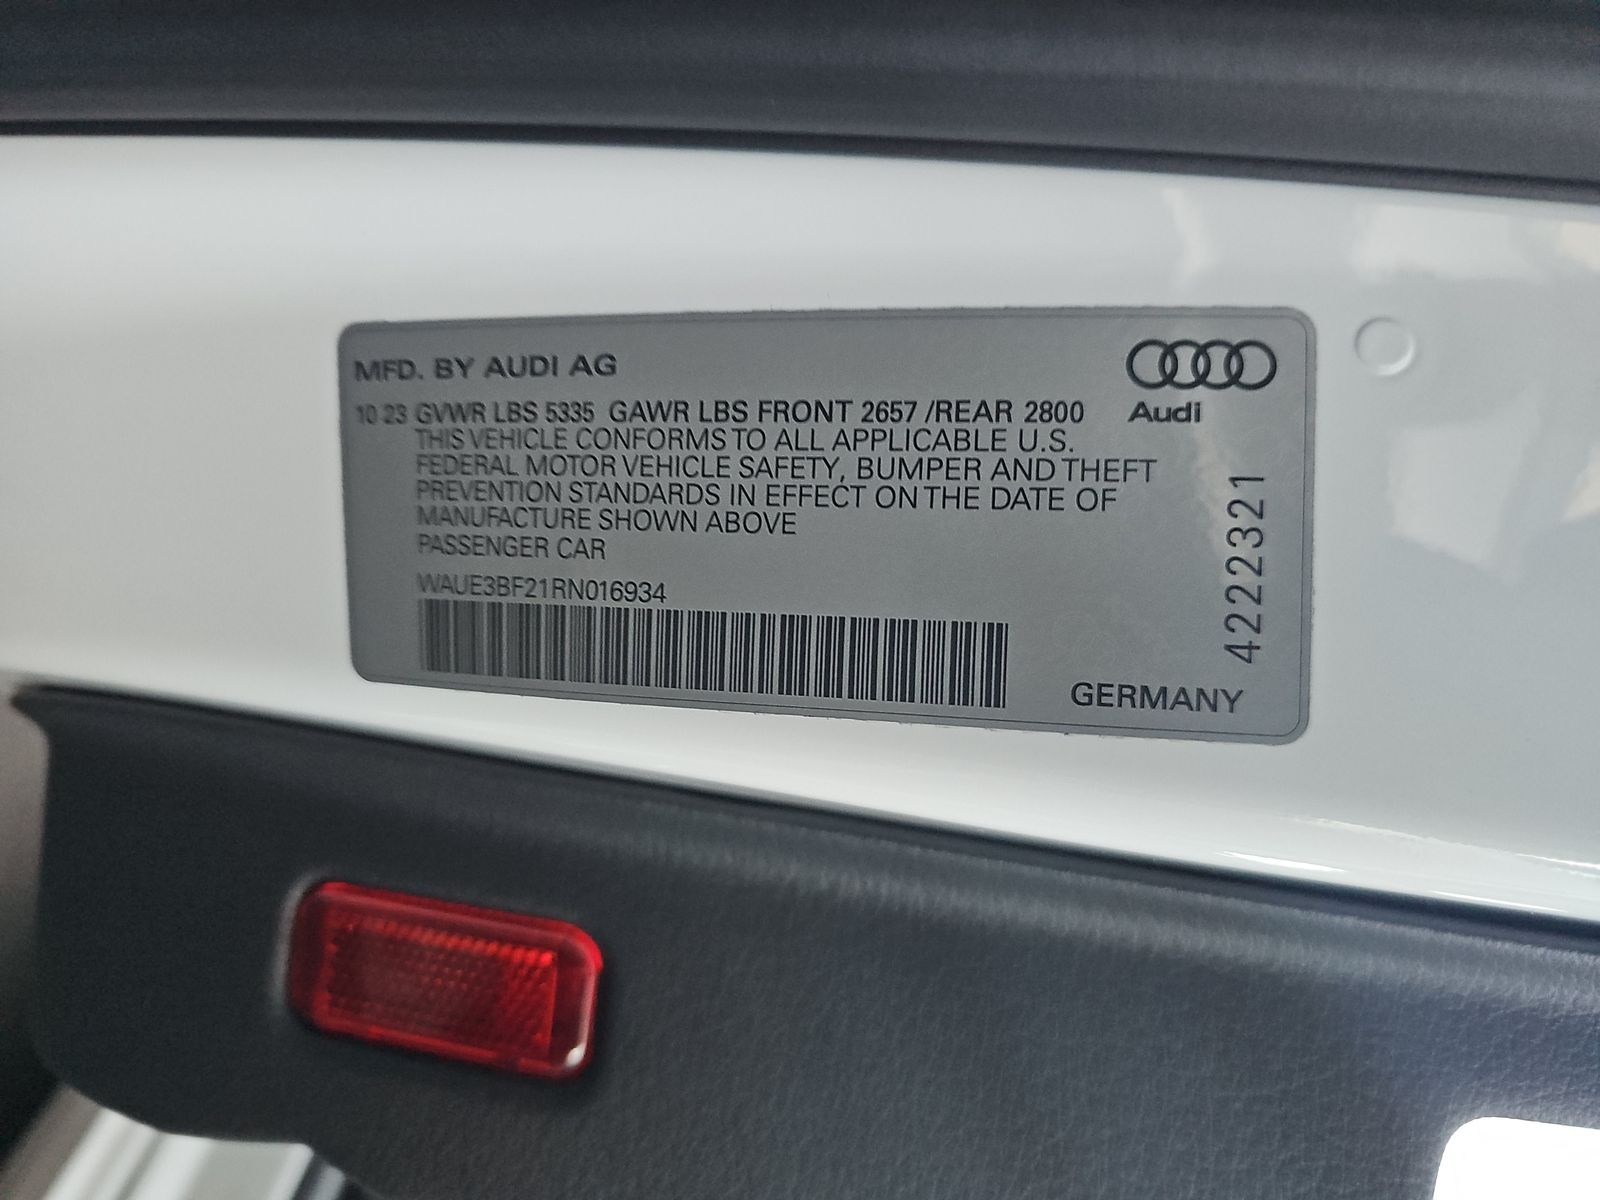 MFD. BY AUDI AG
10 23 GVWR LBS 5335 GAWR LBS FRONT 2657 /REAR 2800
Audi
THIS VEHICLE CONFORMS TO ALL APPLICABLE U.S.
FEDERAL MOTOR VEHICLE SAFETY, BUMPER AND THEFT
PREVENTION STANDARDS IN EFFECT ON THE DATE OF
MANUFACTURE SHOWN ABOVE
PASSENGER CAR
WAUE3BF21RN016934
4222321
GERMANY